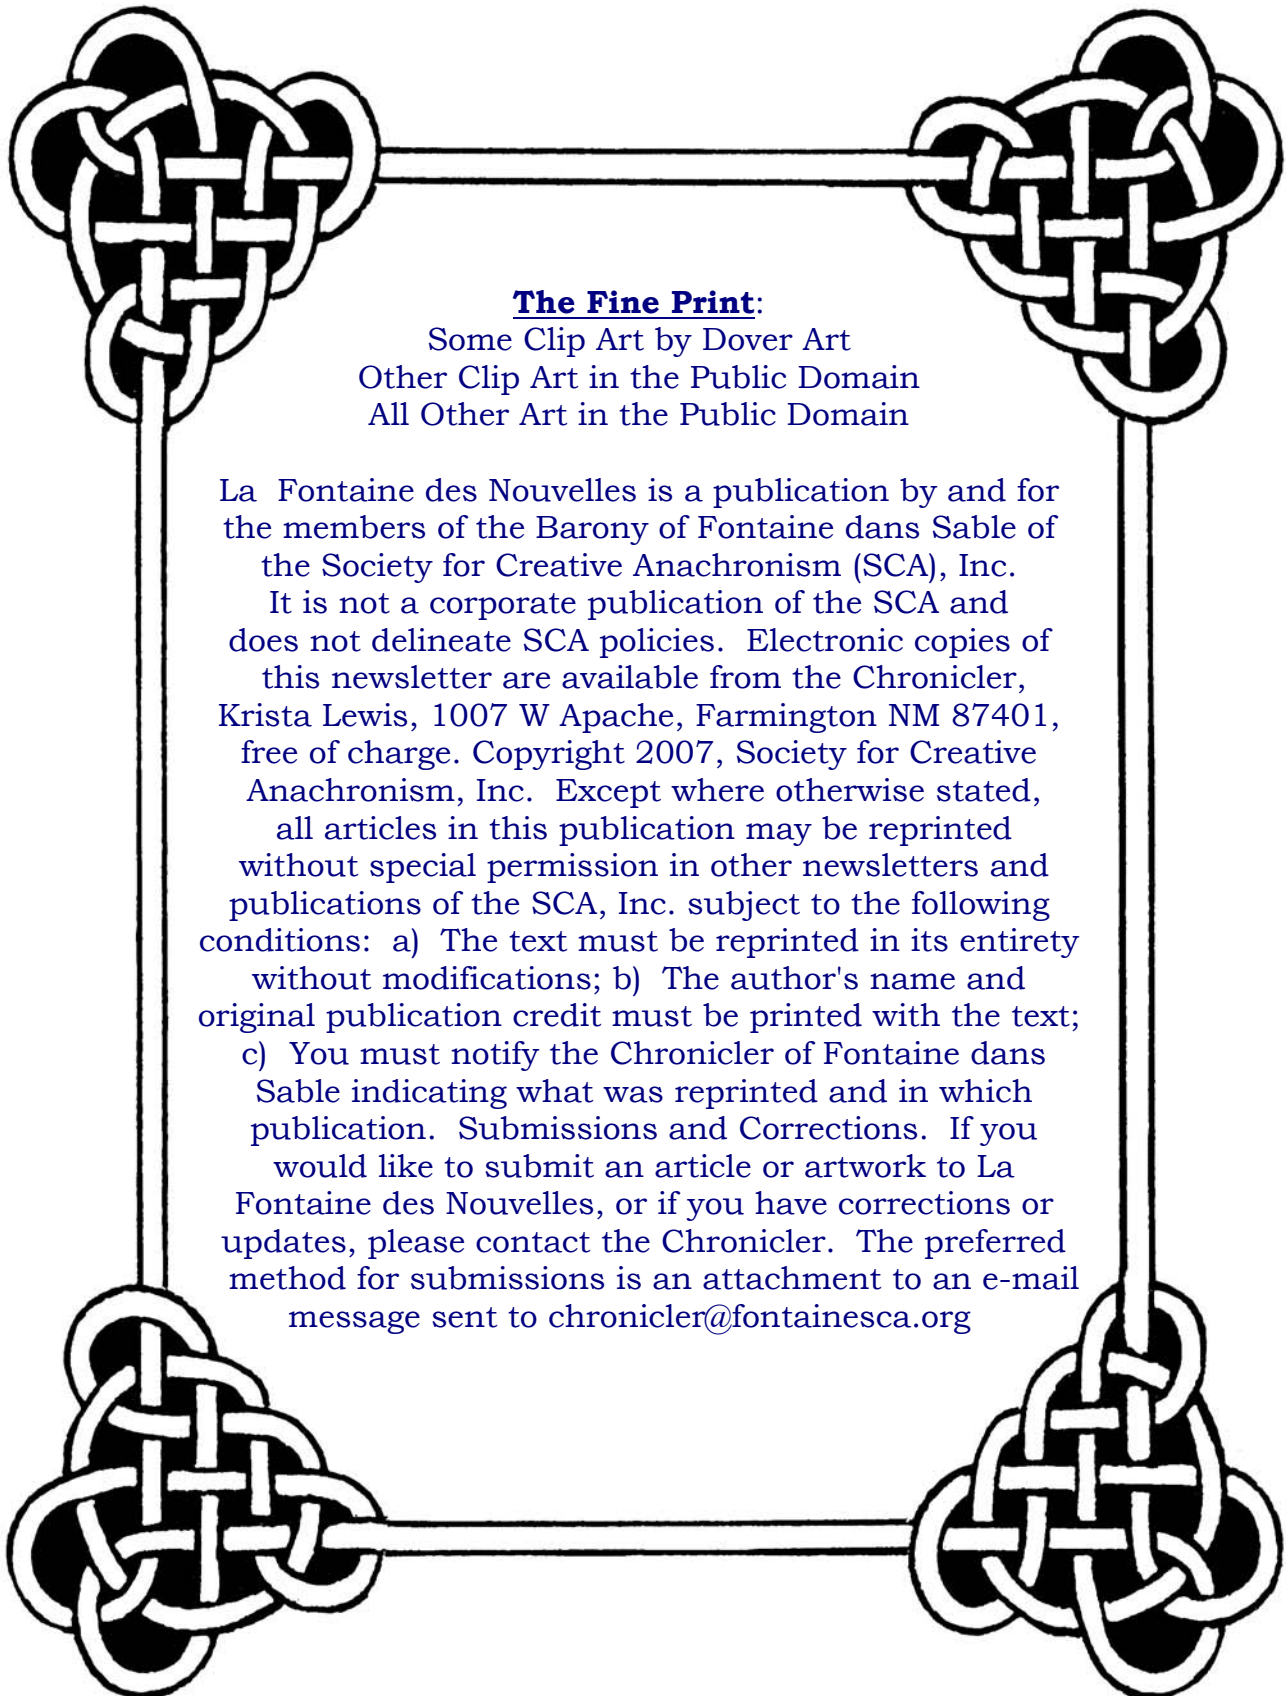 The Fine Print:
Some Clip Art by Dover Art
Other Clip Art in the Public Domain
All Other Art in the Public Domain
La  Fontaine des Nouvelles is a publication by and for
the members of the Barony of Fontaine dans Sable of
the Society for Creative Anachronism (SCA), Inc.
It is not a corporate publication of the SCA and
does not delineate SCA policies.  Electronic copies of
this newsletter are available from the Chronicler,
Krista Lewis, 1007 W Apache, Farmington NM 87401,
free of charge. Copyright 2007, Society for Creative
Anachronism, Inc.  Except where otherwise stated,
all articles in this publication may be reprinted
without special permission in other newsletters and
publications of the SCA, Inc. subject to the following
conditions:  a)  The text must be reprinted in its entirety
without modifications; b)  The author's name and
original publication credit must be printed with the text;
c)  You must notify the Chronicler of Fontaine dans
Sable indicating what was reprinted and in which
publication.  Submissions and Corrections.  If you
would like to submit an article or artwork to La
Fontaine des Nouvelles, or if you have corrections or
updates, please contact the Chronicler.  The preferred
method for submissions is an attachment to an e-mail
message sent to chronicler@fontainesca.org